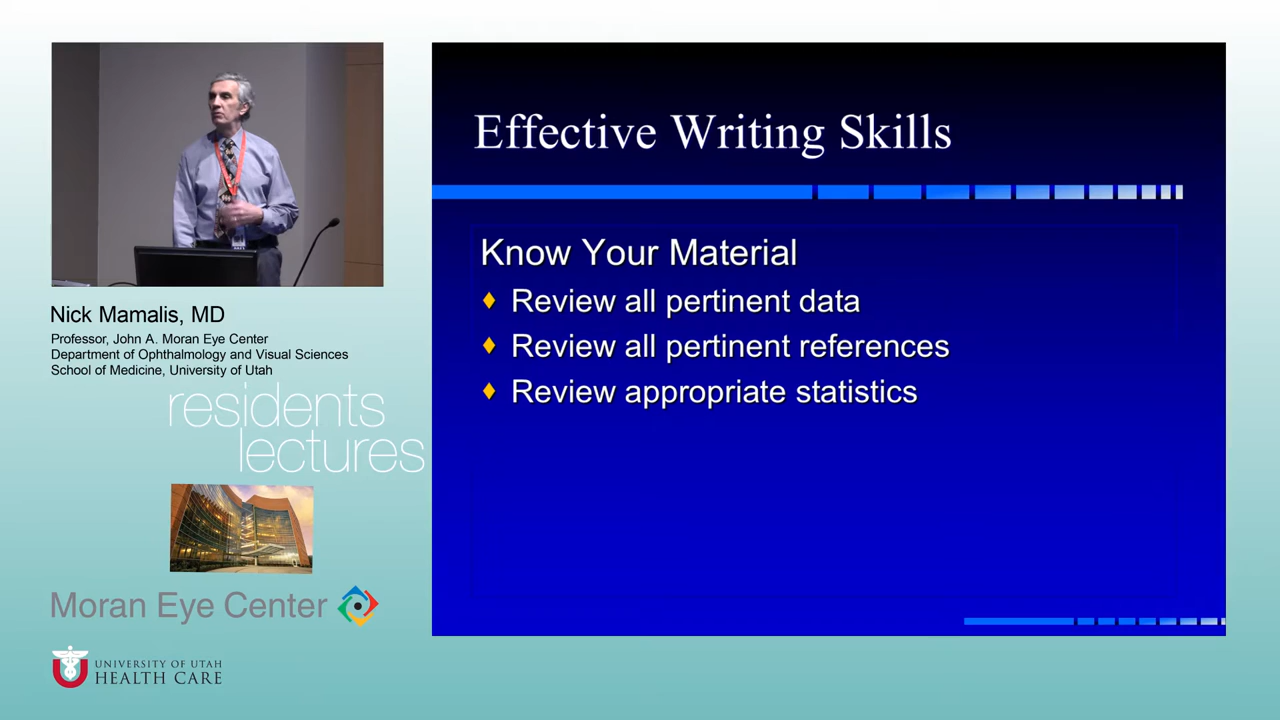 Effective Writing Skills
Know Your Material
Review all pertinent data
Review all pertinent references
Review appropriate statistics
Nick Mamalis, MD
Professor, John A. Moran Eye Center
Department of Ophthalmology and Visual Sciences
School of Medicine, University of Utah
residents
lectures
Moran Eye Center
UNIVERSITY OF UTAH
HEALTH CARE